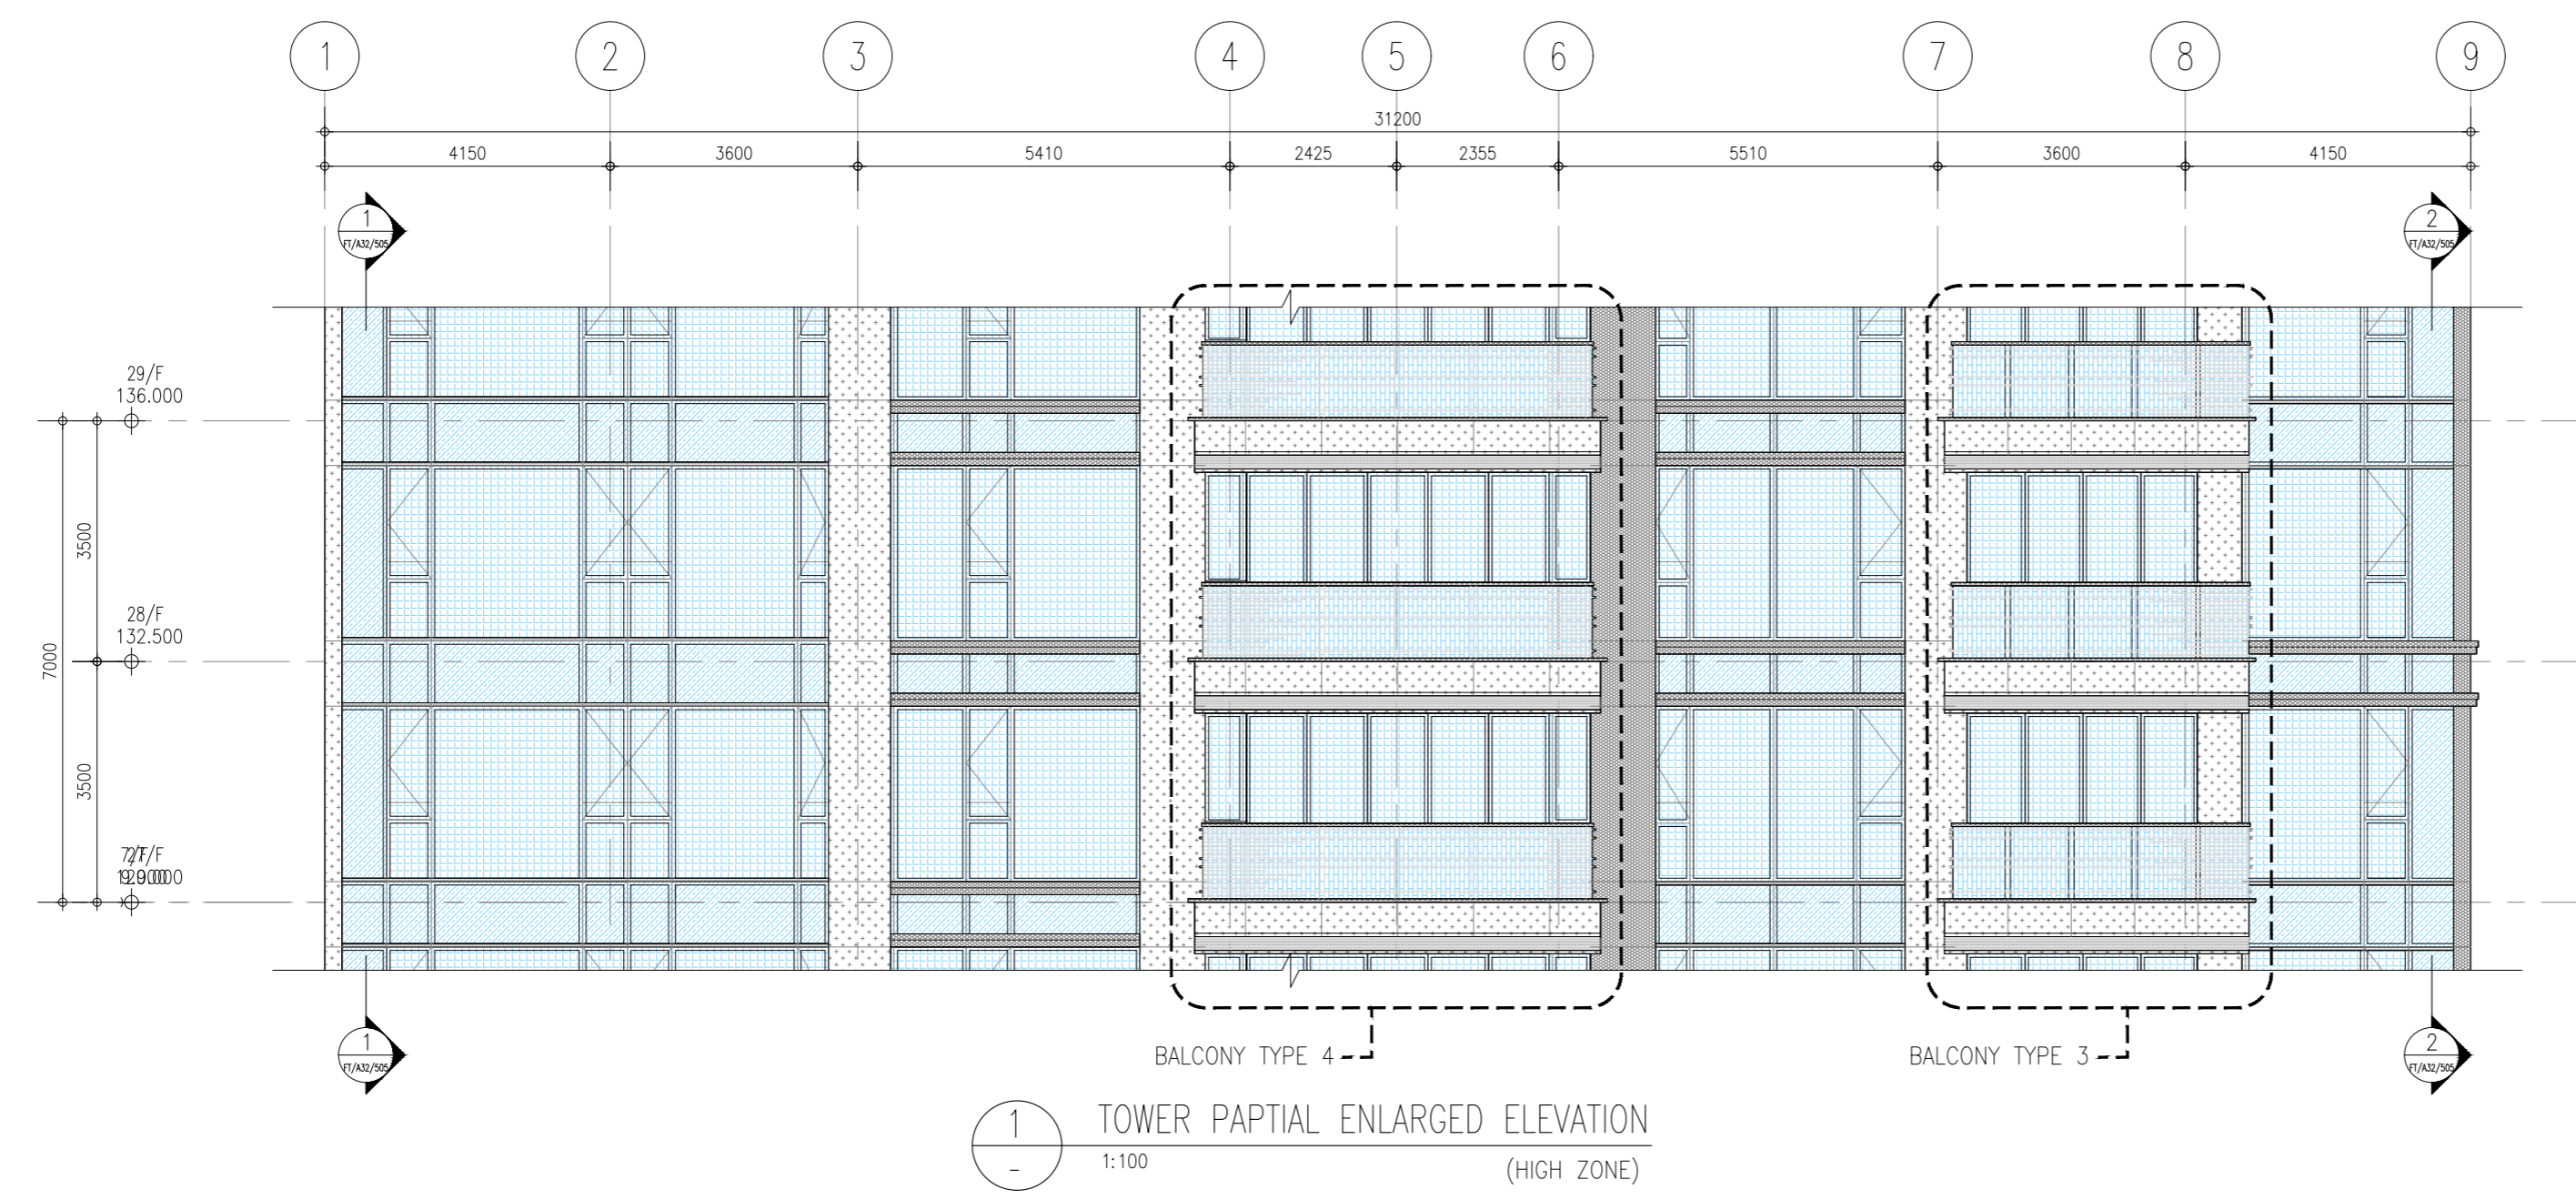 1 2 3 4 5 6 7 8 9
31200
4150 3600 5410 2425 2355 5510 3600 4150
1
FT/A32/505
2
FT/A32/505
29/F
136.000
3500
28/F
132.500
7000
3500
1
FT/A32/505
2
FT/A32/505
BALCONY TYPE 4
BALCONY TYPE 3
1
-
TOWER PAPTIAL ENLARGED ELEVATION
1:100
(HIGH ZONE)